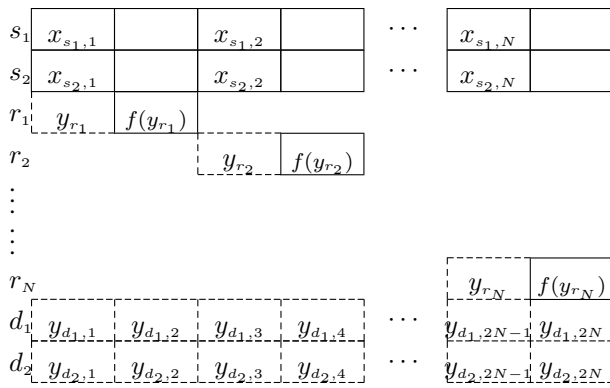 s₁ x_{s₁,1} x_{s₁,2} ⋯ x_{s₁,N}
s₂ x_{s₂,1} x_{s₂,2} ⋯ x_{s₂,N}
r₁ y_{r₁} f(y_{r₁})
r₂ y_{r₂} f(y_{r₂})
⋮
⋮
r_N y_{r_N} f(y_{r_N})
d₁ y_{d₁,1} y_{d₁,2} y_{d₁,3} y_{d₁,4} ⋯ y_{d₁,2N−1} y_{d₁,2N}
d₂ y_{d₂,1} y_{d₂,2} y_{d₂,3} y_{d₂,4} ⋯ y_{d₂,2N−1} y_{d₂,2N}